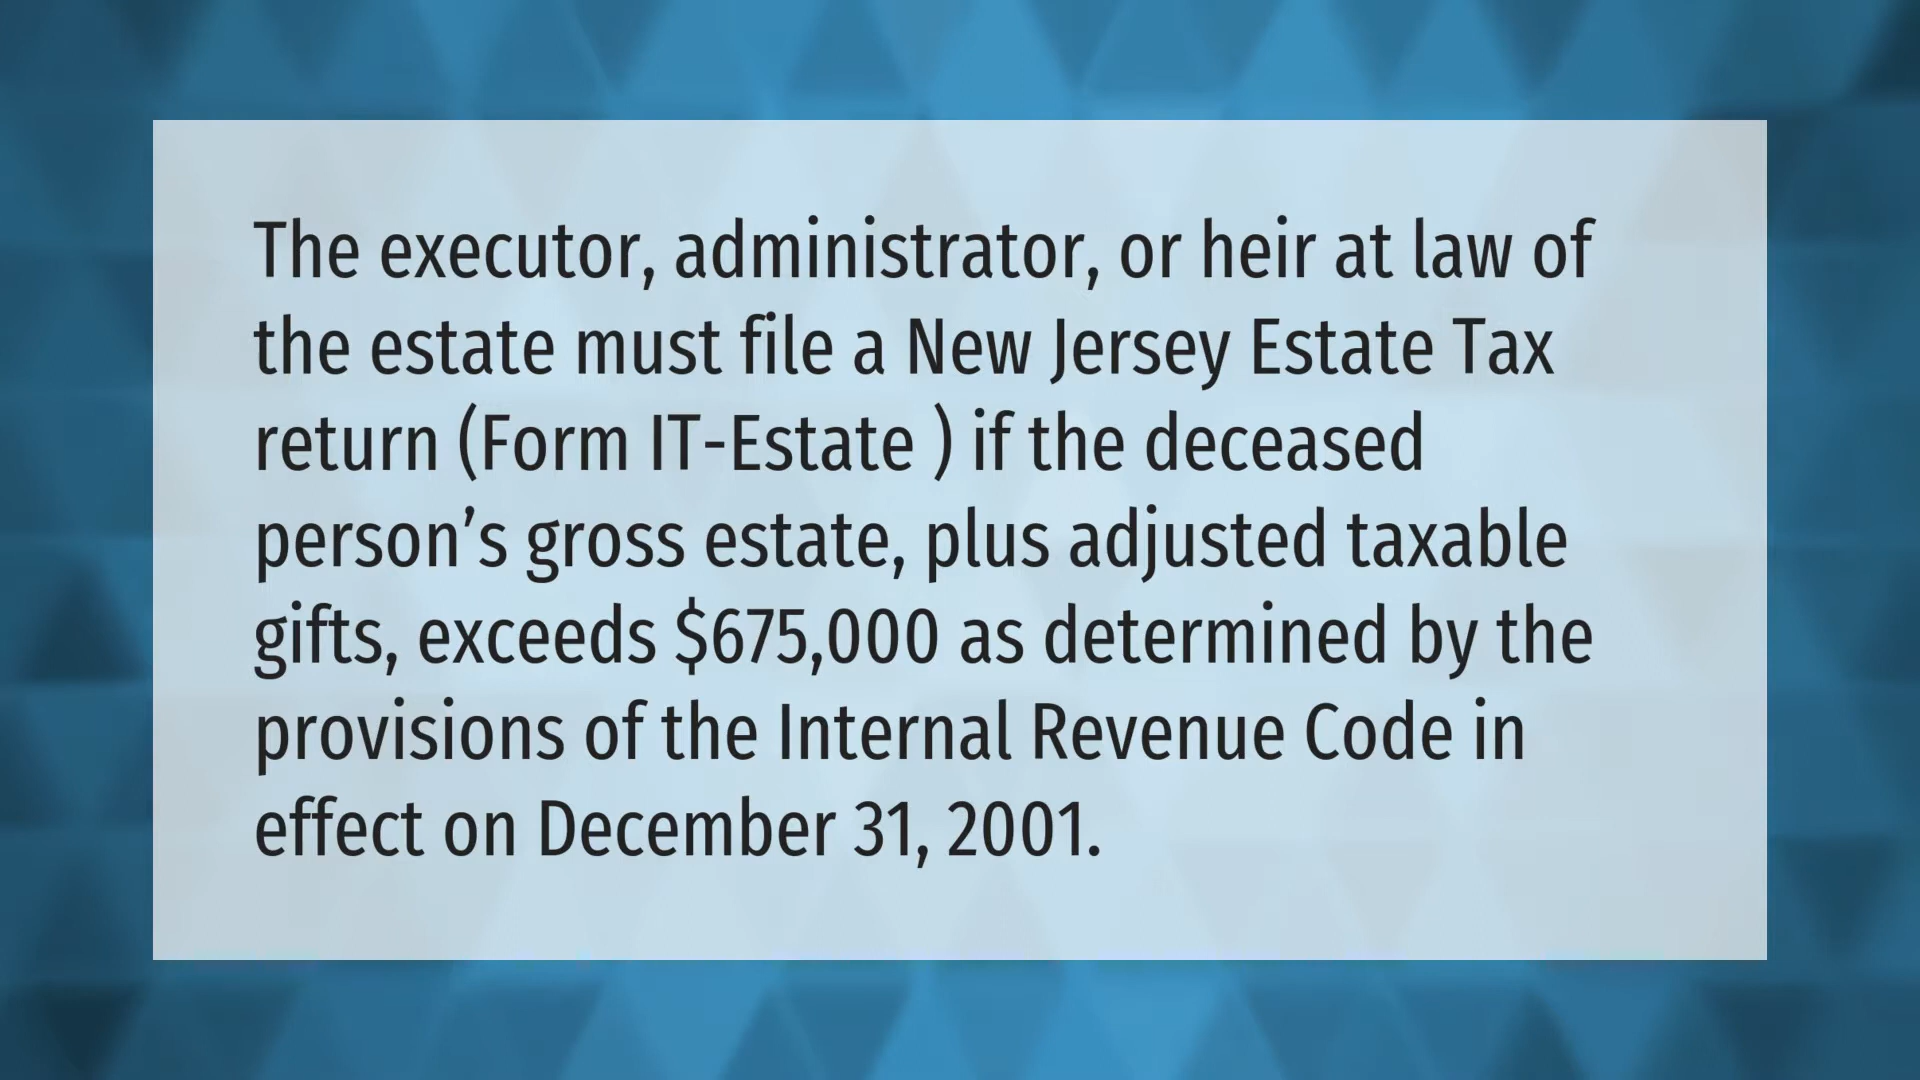 The executor, administrator, or heir at law of
the estate must file a New Jersey Estate Tax
return (Form IT-Estate ) if the deceased
person’s gross estate, plus adjusted taxable
gifts, exceeds $675,000 as determined by the
provisions of the Internal Revenue Code in
effect on December 31, 2001.